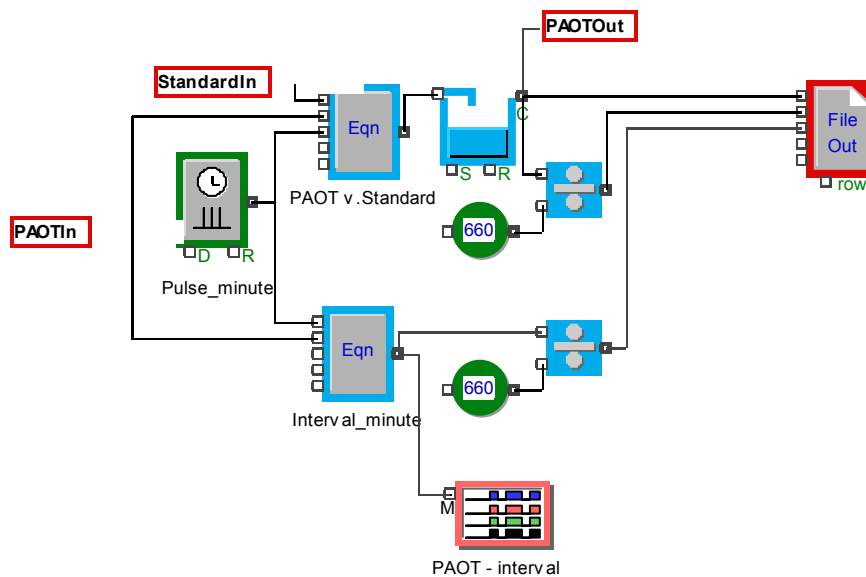 PAOTOut
StandardIn
Eqn
C
File
Out
S
R
row
PAOT v.Standard
660
PAOTIn
D
R
Pulse_minute
Eqn
660
Interval_minute
M
PAOT - interval